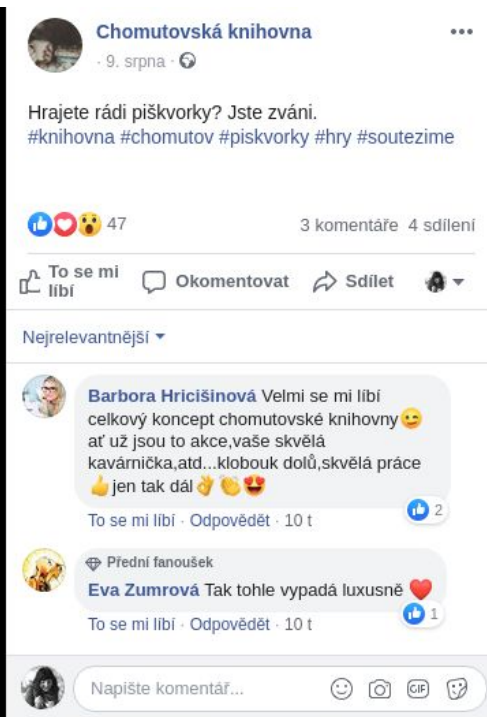 Chomutovská knihovna
· 9. srpna ·
Hrajete rádi piškvorky? Jste zváni.
#knihovna #chomutov #piskvorky #hry #soutezime
47
3 komentáře 4 sdílení
To se mi líbí
Okomentovat
Sdílet
Nejrelevantnější
Barbora Hricišinová Velmi se mi líbí
celkový koncept chomutovské knihovny😉
ať už jsou to akce,vaše skvělá
kavárnička,atd...klobouk dolů,skvělá práce
👍jen tak dál👌👏😍
2
To se mi líbí · Odpovědět · 10 t
Přední fanoušek
Eva Zumrová Tak tohle vypadá luxusně ❤️
1
To se mi líbí · Odpovědět · 10 t
Napište komentář...
GIF